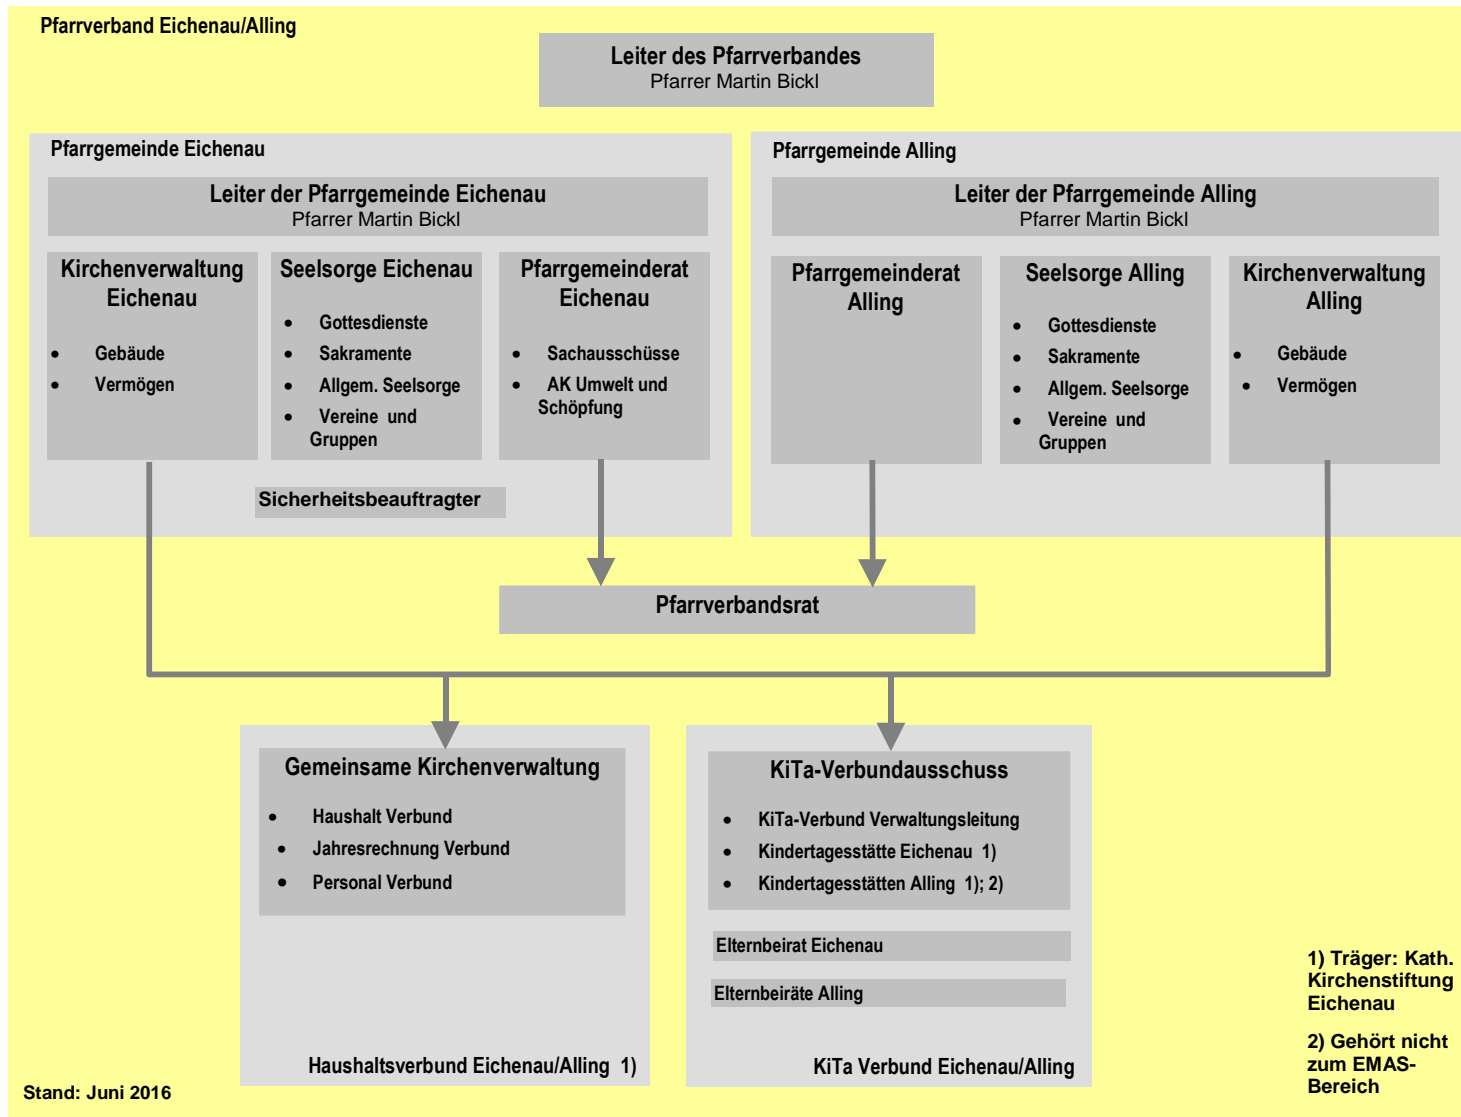 Pfarrverband Eichenau/Alling
Leiter des Pfarrverbandes
Pfarrer Martin Bickl
Pfarrgemeinde Eichenau
Leiter der Pfarrgemeinde Eichenau
Pfarrer Martin Bickl
Kirchenverwaltung
Eichenau
• Gebäude
• Vermögen
Seelsorge Eichenau
• Gottesdienste
• Sakramente
• Allgem. Seelsorge
• Vereine und
Gruppen
Pfarrgemeinderat
Eichenau
• Sachausschüsse
• AK Umwelt und
Schöpfung
Sicherheitsbeauftragter
Pfarrgemeinde Alling
Leiter der Pfarrgemeinde Alling
Pfarrer Martin Bickl
Pfarrgemeinderat
Alling
Seelsorge Alling
• Gottesdienste
• Sakramente
• Allgem. Seelsorge
• Vereine und
Gruppen
Kirchenverwaltung
Alling
• Gebäude
• Vermögen
Pfarrverbandsrat
Gemeinsame Kirchenverwaltung
• Haushalt Verbund
• Jahresrechnung Verbund
• Personal Verbund
Haushaltsverbund Eichenau/Alling 1)
KiTa-Verbundausschuss
• KiTa-Verbund Verwaltungsleitung
• Kindertagesstätte Eichenau 1)
• Kindertagesstätten Alling 1); 2)
Elternbeirat Eichenau
Elternbeiräte Alling
KiTa Verbund Eichenau/Alling
1) Träger: Kath.
Kirchenstiftung
Eichenau
2) Gehört nicht
zum EMAS-
Bereich
Stand: Juni 2016